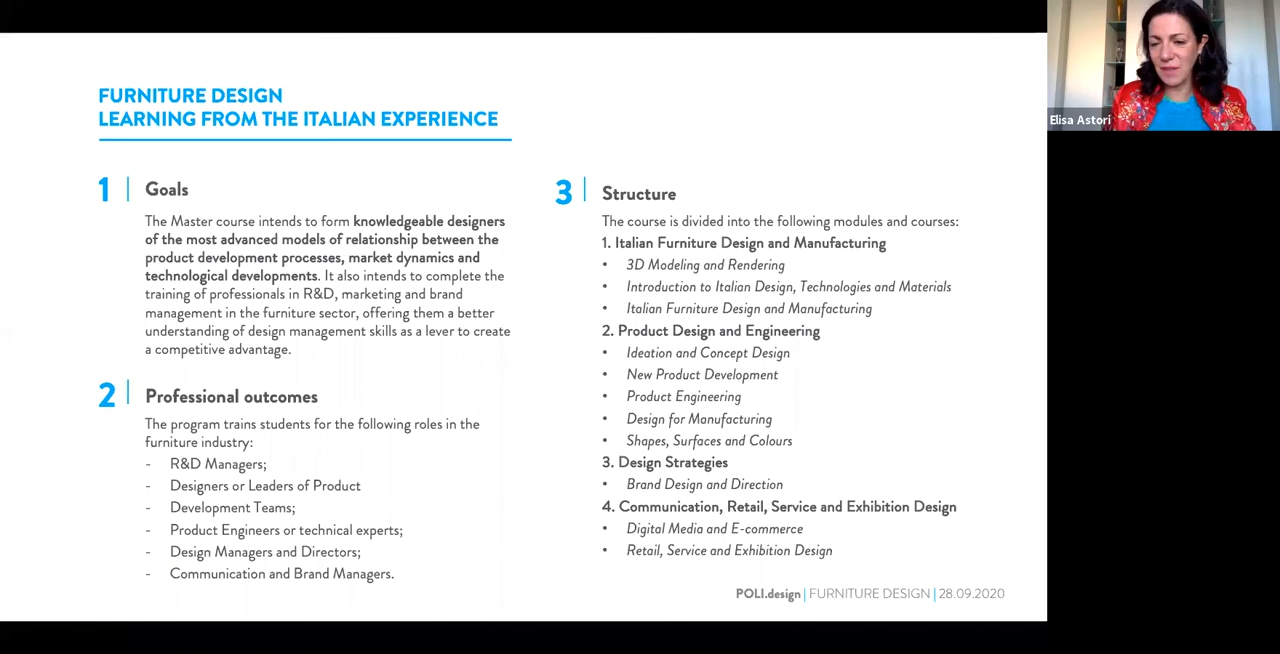 FURNITURE DESIGN
LEARNING FROM THE ITALIAN EXPERIENCE
1
Goals
The Master course intends to form knowledgeable designers
of the most advanced models of relationship between the
product development processes, market dynamics and
technological developments. It also intends to complete the
training of professionals in R&D, marketing and brand
management in the furniture sector, offering them a better
understanding of design management skills as a lever to create
a competitive advantage.
2
Professional outcomes
The program trains students for the following roles in the
furniture industry:
- R&D Managers;
- Designers or Leaders of Product
- Development Teams;
- Product Engineers or technical experts;
- Design Managers and Directors;
- Communication and Brand Managers.
3
Structure
The course is divided into the following modules and courses:
1. Italian Furniture Design and Manufacturing
• 3D Modeling and Rendering
• Introduction to Italian Design, Technologies and Materials
• Italian Furniture Design and Manufacturing
2. Product Design and Engineering
• Ideation and Concept Design
• New Product Development
• Product Engineering
• Design for Manufacturing
• Shapes, Surfaces and Colours
3. Design Strategies
• Brand Design and Direction
4. Communication, Retail, Service and Exhibition Design
• Digital Media and E-commerce
• Retail, Service and Exhibition Design
POLI.design | FURNITURE DESIGN | 28.09.2020
Elisa Astori